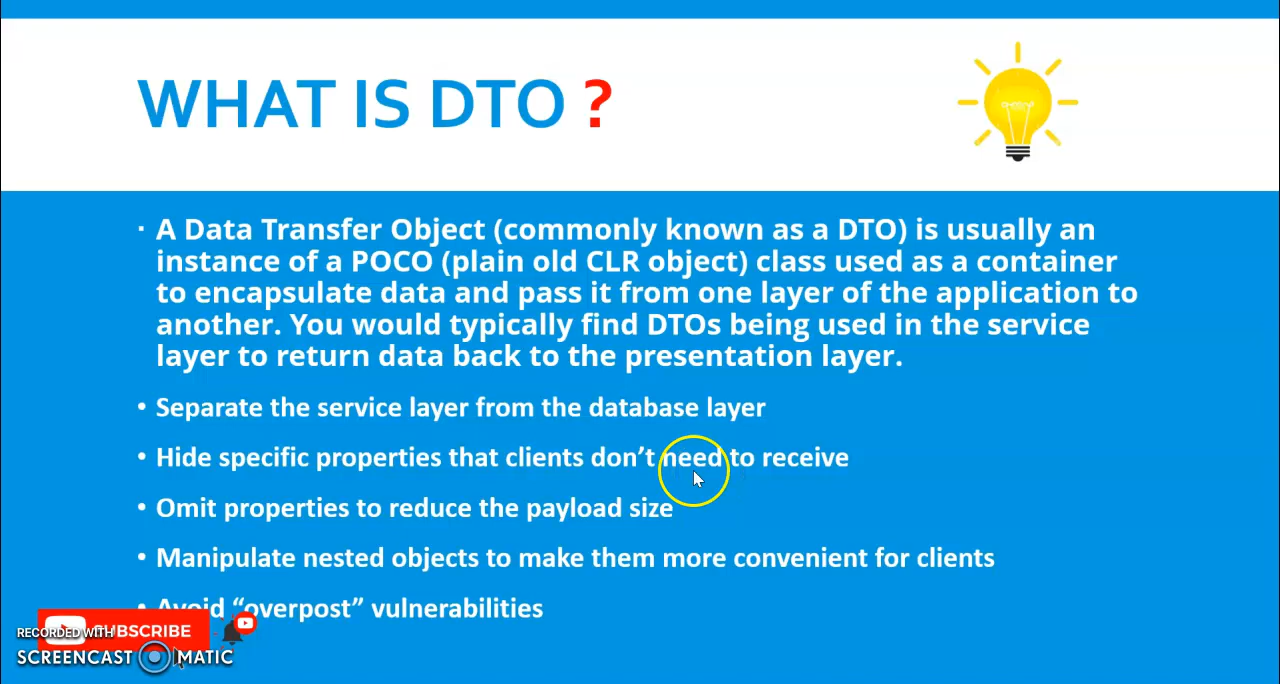 WHAT IS DTO ?
· A Data Transfer Object (commonly known as a DTO) is usually an
instance of a POCO (plain old CLR object) class used as a container
to encapsulate data and pass it from one layer of the application to
another. You would typically find DTOs being used in the service
layer to return data back to the presentation layer.
• Separate the service layer from the database layer
• Hide specific properties that clients don’t need to receive
• Omit properties to reduce the payload size
• Manipulate nested objects to make them more convenient for clients
• Avoid “overpost” vulnerabilities
SUBSCRIBE
RECORDED WITH
SCREENCAST MATIC